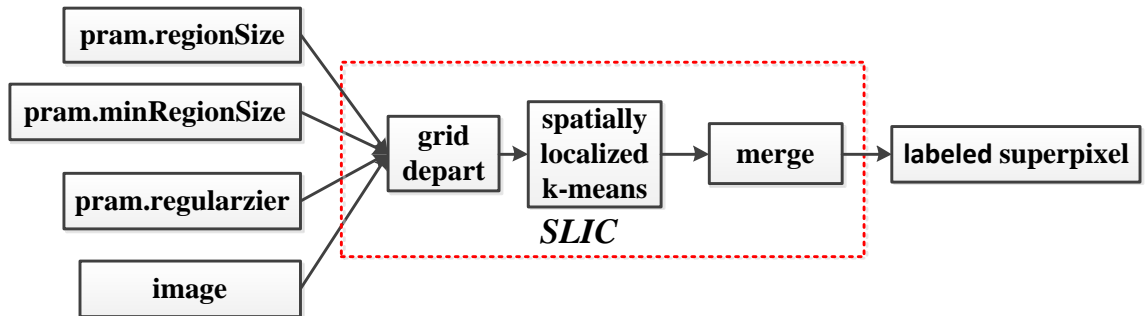 pram.regionSize
pram.minRegionSize
pram.regularzier
image
grid
depart
spatially
localized
k-means
merge
SLIC
labeled superpixel